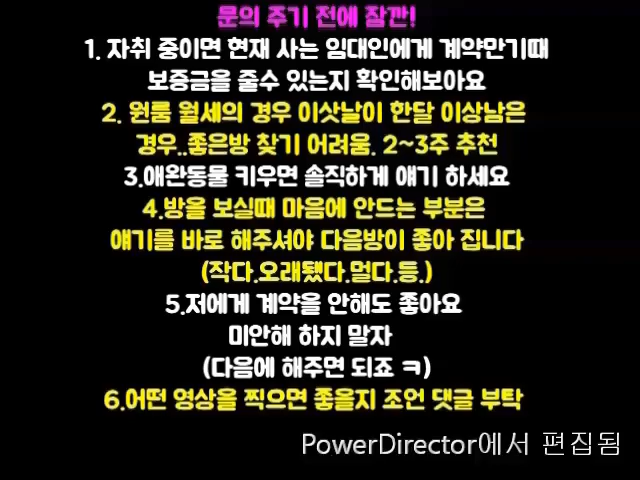 문의 주기 전에 잠깐!
1. 자취 중이면 현재 사는 임대인에게 계약만기때
보증금을 줄수 있는지 확인해보아요
2. 원룸 월세의 경우 이삿날이 한달 이상남은
경우..좋은방 찾기 어려움. 2~3주 추천
3.애완동물 키우면 솔직하게 얘기 하세요
4.방을 보실때 마음에 안드는 부분은
얘기를 바로 해주셔야 다음방이 좋아 집니다
(작다.오래됐다.멀다.등.)
5.저에게 계약을 안해도 좋아요
미안해 하지 말자
(다음에 해주면 되죠 ㅋ)
6.어떤 영상을 찍으면 좋을지 조언 댓글 부탁
PowerDirector에서 편집됨